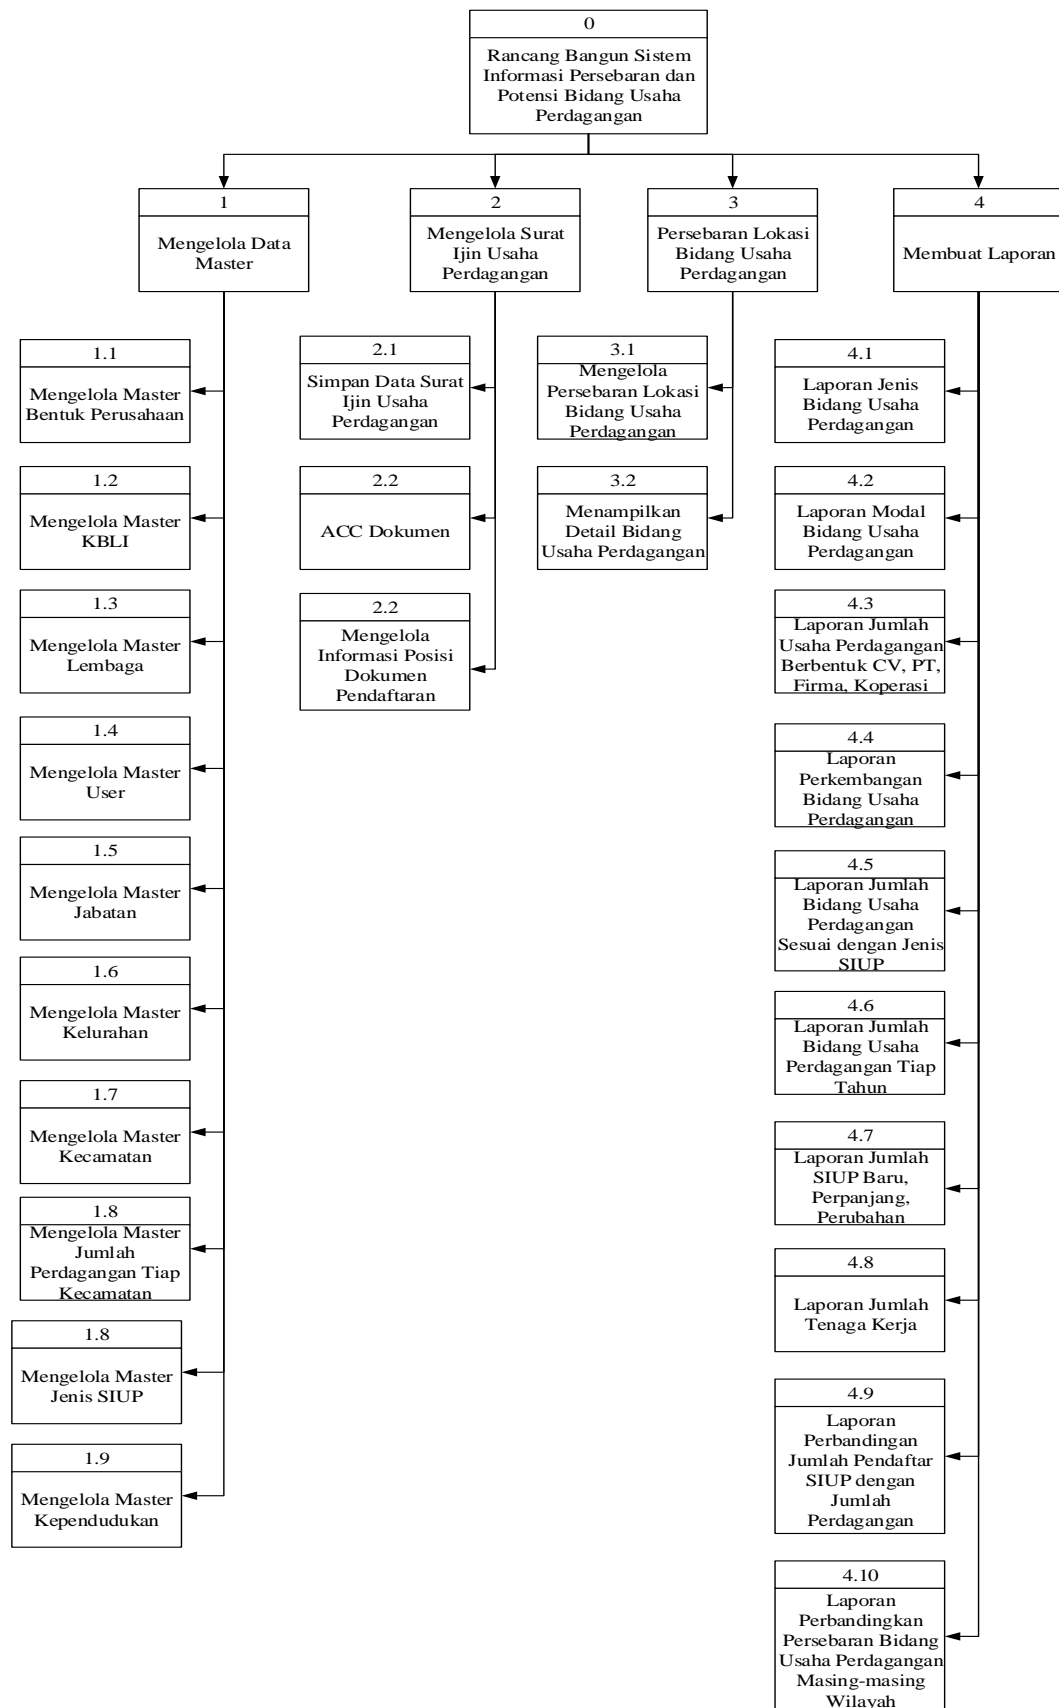 0
Rancang Bangun Sistem
Informasi Persebaran dan
Potensi Bidang Usaha
Perdagangan
1
Mengelola Data
Master
2
Mengelola Surat
Ijin Usaha
Perdagangan
3
Persebaran Lokasi
Bidang Usaha
Perdagangan
4
Membuat Laporan
1.1
Mengelola Master
Bentuk Perusahaan
1.2
Mengelola Master
KBLI
1.3
Mengelola Master
Lembaga
1.4
Mengelola Master
User
1.5
Mengelola Master
Jabatan
1.6
Mengelola Master
Kelurahan
1.7
Mengelola Master
Kecamatan
1.8
Mengelola Master
Jumlah
Perdagangan Tiap
Kecamatan
1.8
Mengelola Master
Jenis SIUP
1.9
Mengelola Master
Kependudukan
2.1
Simpan Data Surat
Ijin Usaha
Perdagangan
2.2
ACC Dokumen
2.2
Mengelola
Informasi Posisi
Dokumen
Pendaftaran
3.1
Mengelola
Persebaran Lokasi
Bidang Usaha
Perdagangan
3.2
Menampilkan
Detail Bidang
Usaha Perdagangan
4.1
Laporan Jenis
Bidang Usaha
Perdagangan
4.2
Laporan Modal
Bidang Usaha
Perdagangan
4.3
Laporan Jumlah
Usaha Perdagangan
Berbentuk CV, PT,
Firma, Koperasi
4.4
Laporan
Perkembangan
Bidang Usaha
Perdagangan
4.5
Laporan Jumlah
Bidang Usaha
Perdagangan
Sesuai dengan Jenis
SIUP
4.6
Laporan Jumlah
Bidang Usaha
Perdagangan Tiap
Tahun
4.7
Laporan Jumlah
SIUP Baru,
Perpanjang,
Perubahan
4.8
Laporan Jumlah
Tenaga Kerja
4.9
Laporan
Perbandingan
Jumlah Pendaftar
SIUP dengan
Jumlah
Perdagangan
4.10
Laporan
Perbandingkan
Persebaran Bidang
Usaha Perdagangan
Masing-masing
Wilayah